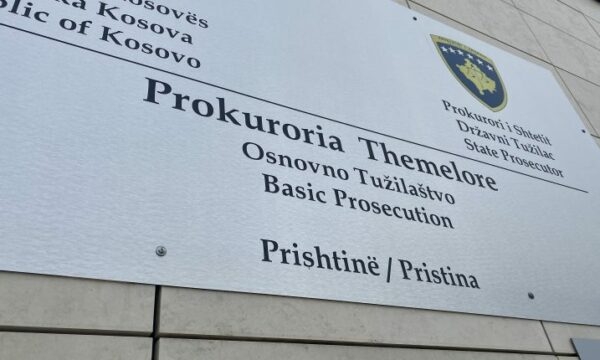 Kosovës
ka Kosova
blic of Kosovo
Prokurori i Shtetit
Državni Tužilac
State Prosecutor
Prokuroria Themelore
Osnovno Tužilaštvo
Basic Prosecution
Prishtinë / Pristina